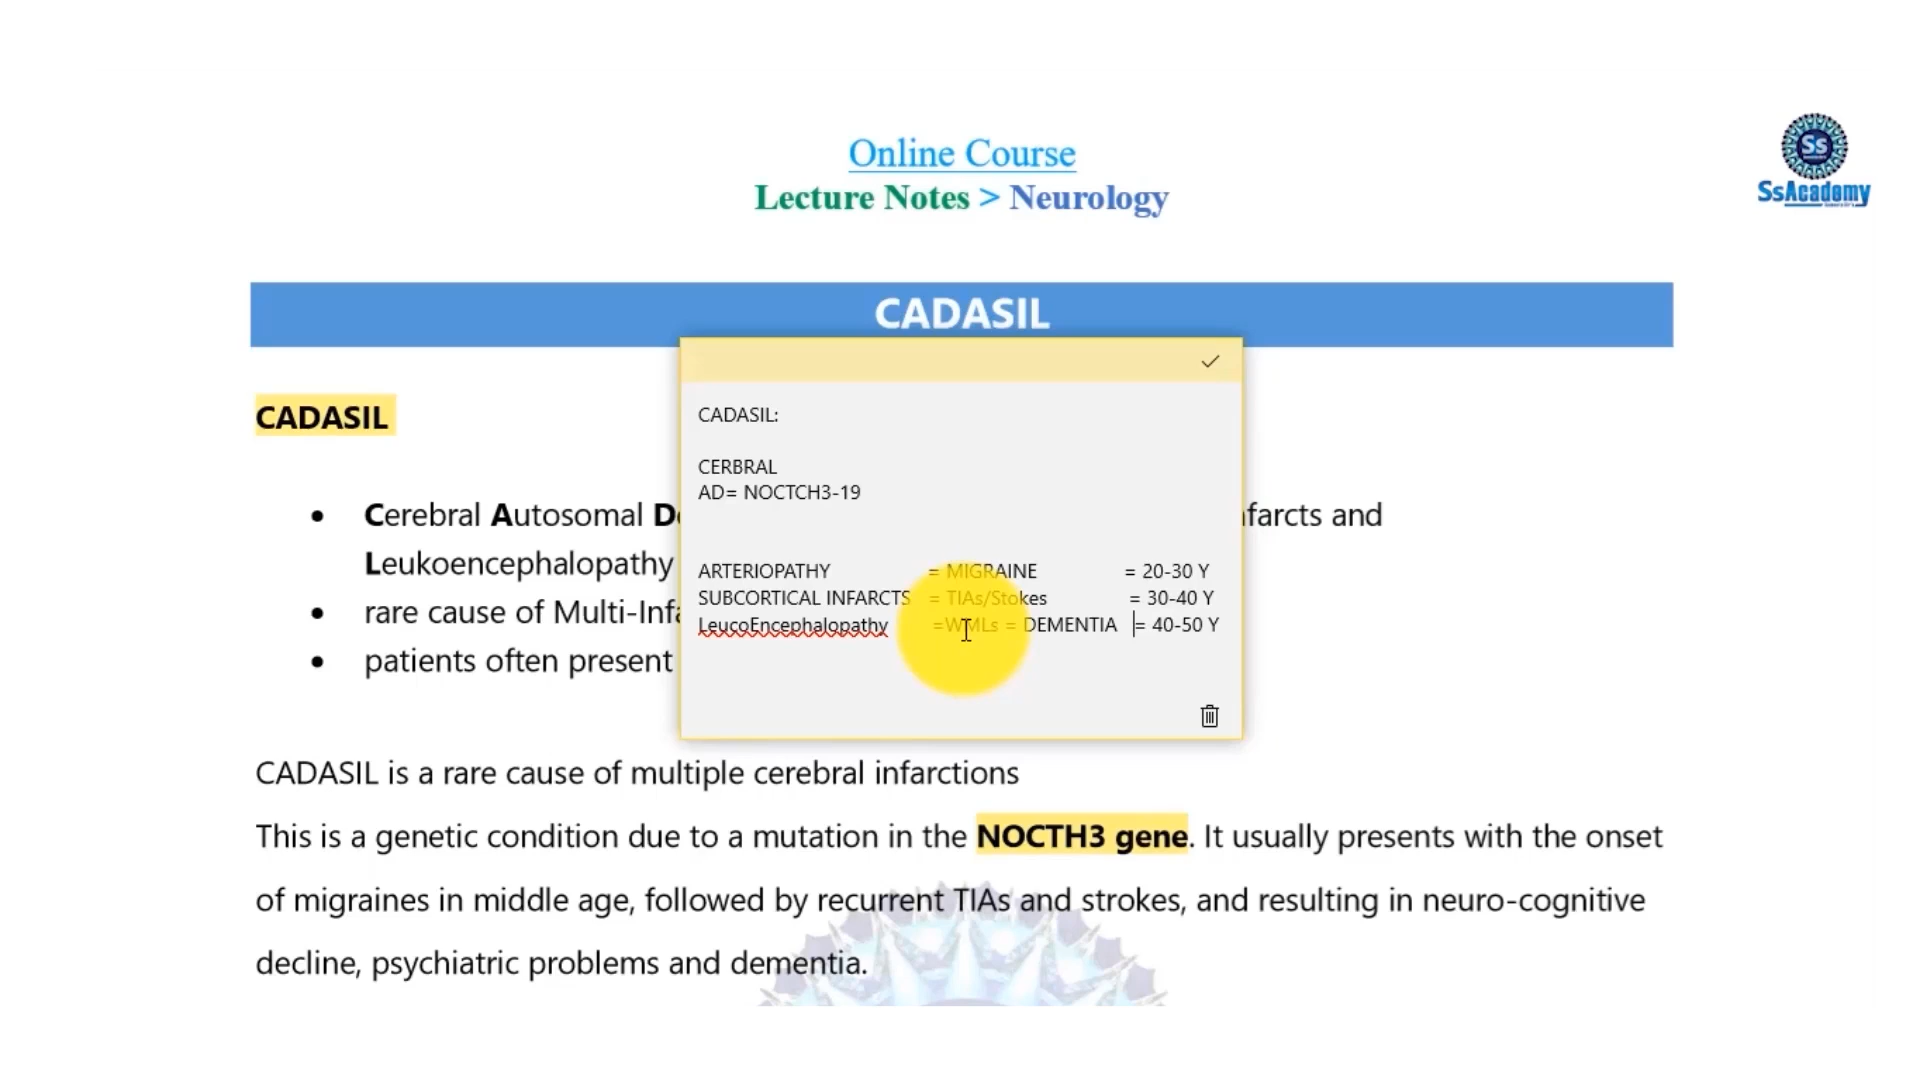 Online Course
Lecture Notes > Neurology
Ss
SsAcademy
CADASIL
CADASIL
Cerebral Autosomal D
farcts and
Leukoencephalopathy
rare cause of Multi-Infa
patients often present
CADASIL:
CERBRAL
AD= NOCTCH3-19
ARTERIOPATHY = MIGRAINE = 20-30 Y
SUBCORTICAL INFARCTS = TIAs/Stokes = 30-40 Y
LeucoEncephalopathy =WMLs = DEMENTIA = 40-50 Y
CADASIL is a rare cause of multiple cerebral infarctions
This is a genetic condition due to a mutation in the NOCTH3 gene. It usually presents with the onset
of migraines in middle age, followed by recurrent TIAs and strokes, and resulting in neuro-cognitive
decline, psychiatric problems and dementia.